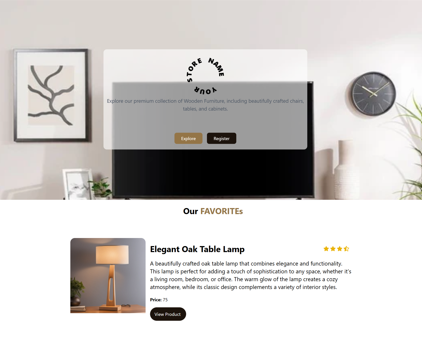 YOUR STORE NAME
Explore our premium collection of Wooden Furniture, including beautifully crafted chairs,
tables, and cabinets.
Explore
Register
Our FAVORITEs
Elegant Oak Table Lamp
A beautifully crafted oak table lamp that combines elegance and functionality.
This lamp is perfect for adding a touch of sophistication to any space, whether it's
a living room, bedroom, or office. The warm glow of the lamp creates a cozy
atmosphere, while its classic design complements a variety of interior styles.
Price: 75
View Product